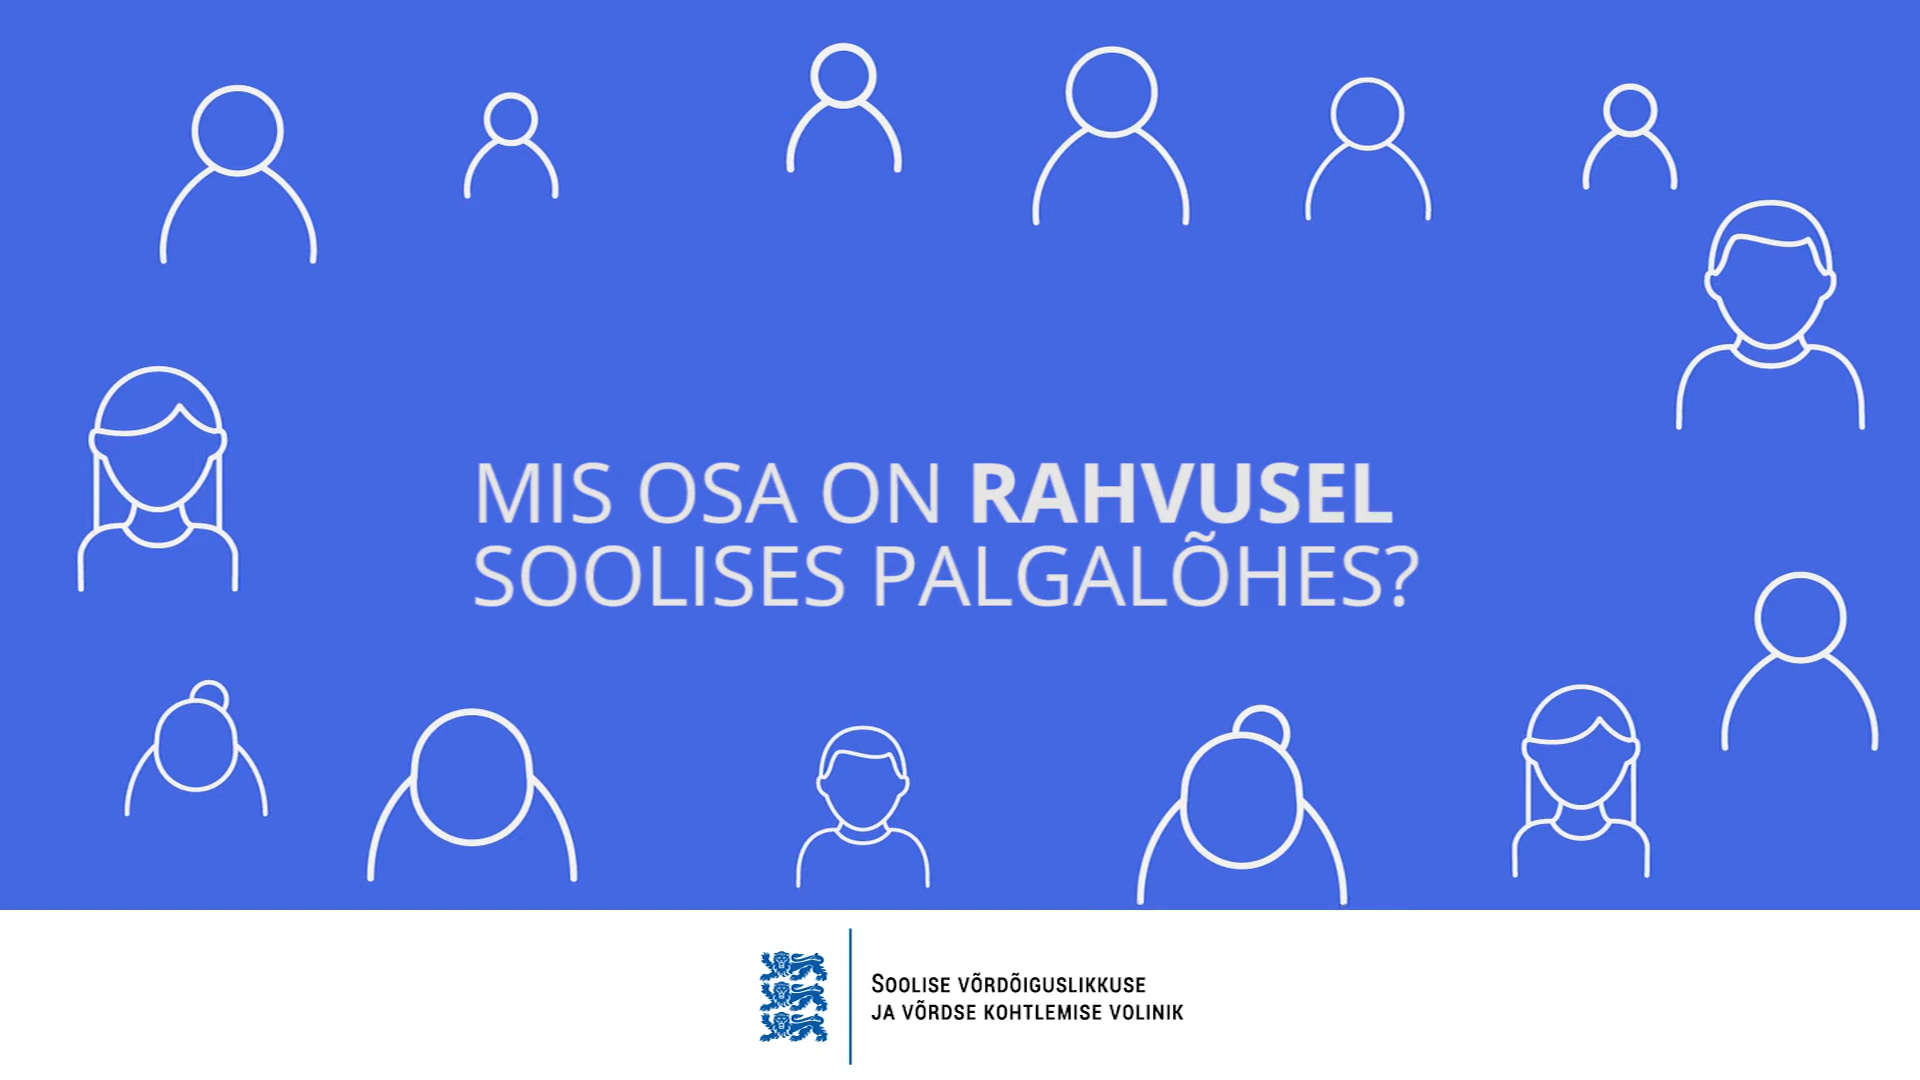 MIS OSA ON RAHVUSEL
SOOLISES PALGALÕHES?
SOOLISE VÕRDÕIGUSLIKKUSE
JA VÕRDSE KOHTLEMISE VOLINIK